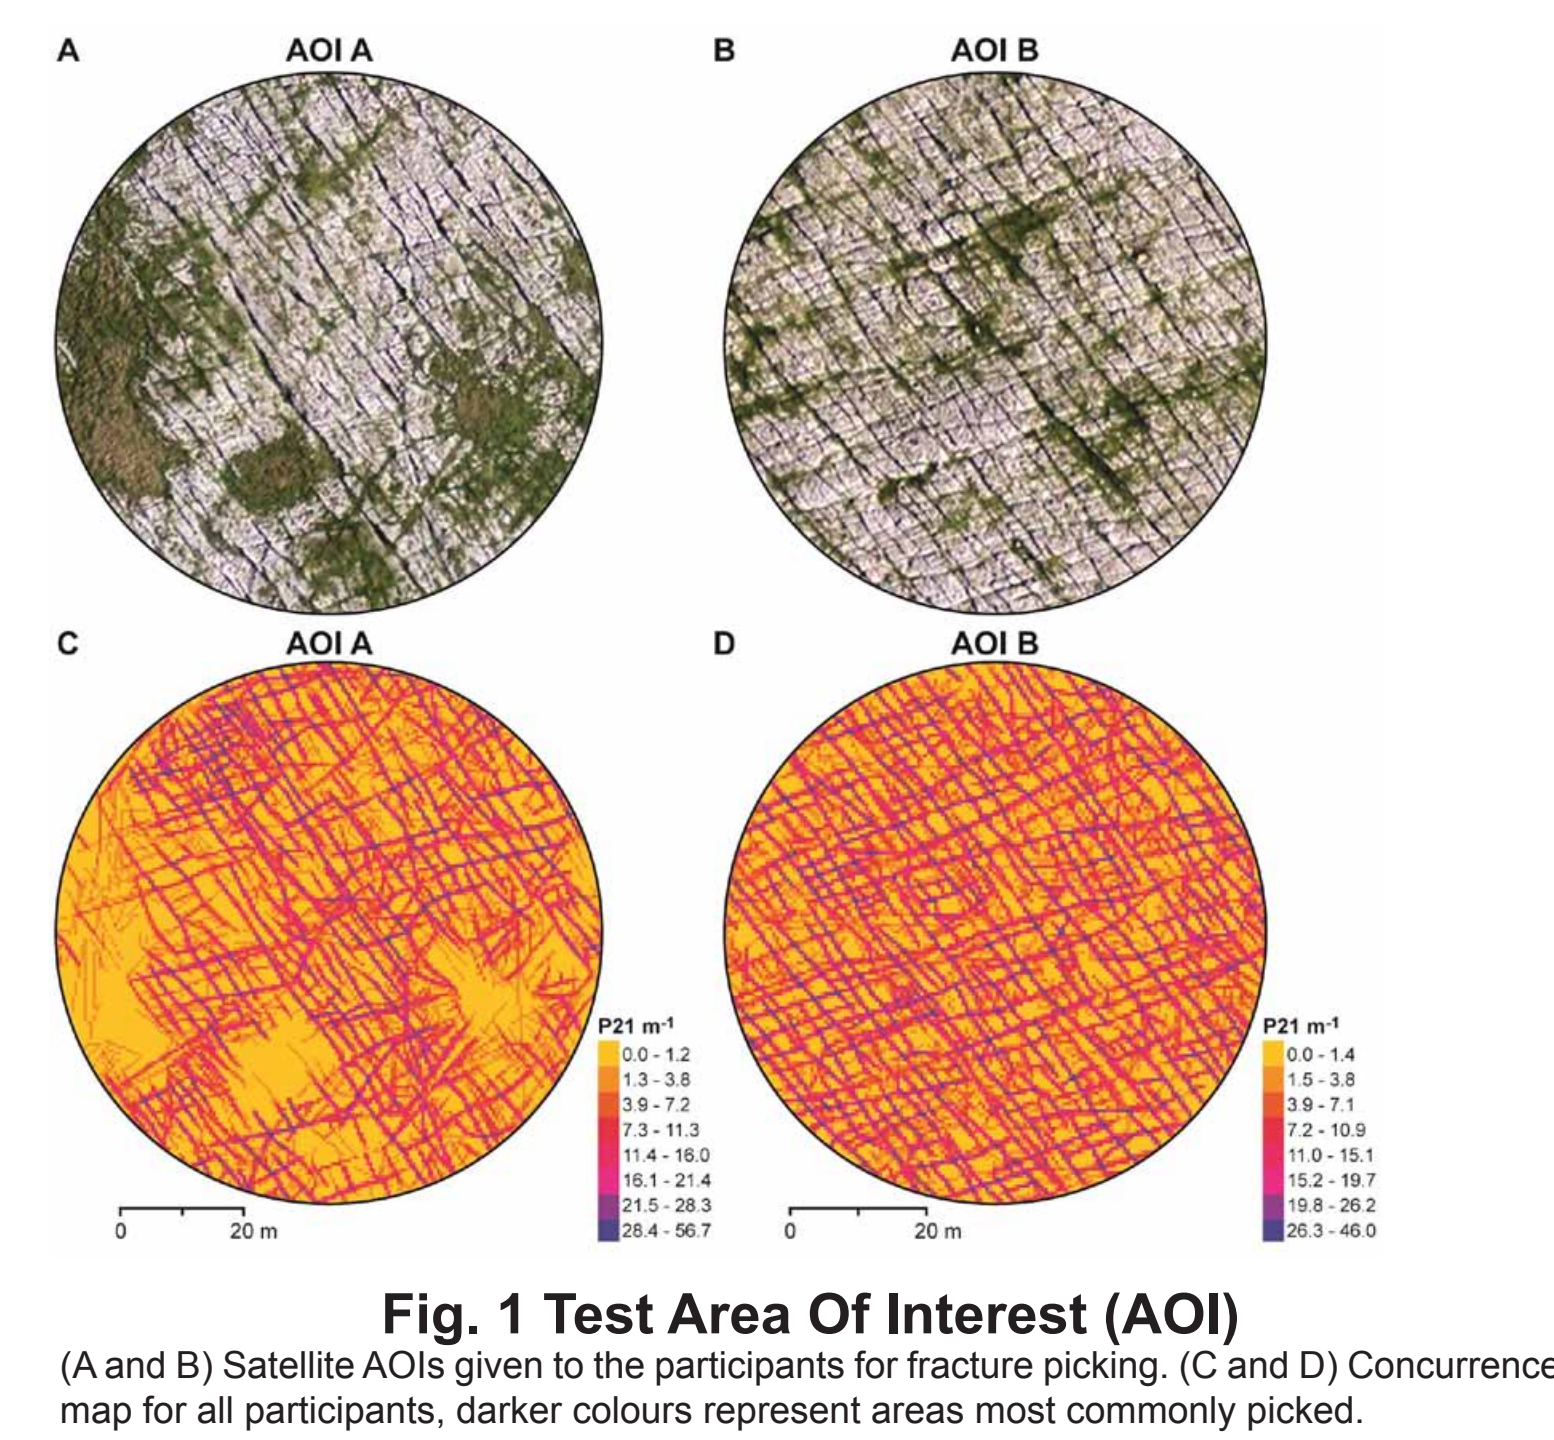 A
AOI A
B
AOI B
C
AOI A
D
AOI B
P21 m-1
0.0 - 1.2
1.3 - 3.8
3.9 - 7.2
7.3 - 11.3
11.4 - 16.0
16.1 - 21.4
21.5 - 28.3
28.4 - 56.7
0
20 m
P21 m-1
0.0 - 1.4
1.5 - 3.8
3.9 - 7.1
7.2 - 10.9
11.0 - 15.1
15.2 - 19.7
19.8 - 26.2
26.3 - 46.0
0
20 m
Fig. 1 Test Area Of Interest (AOI)
(A and B) Satellite AOIs given to the participants for fracture picking. (C and D) Concurrence
map for all participants, darker colours represent areas most commonly picked.